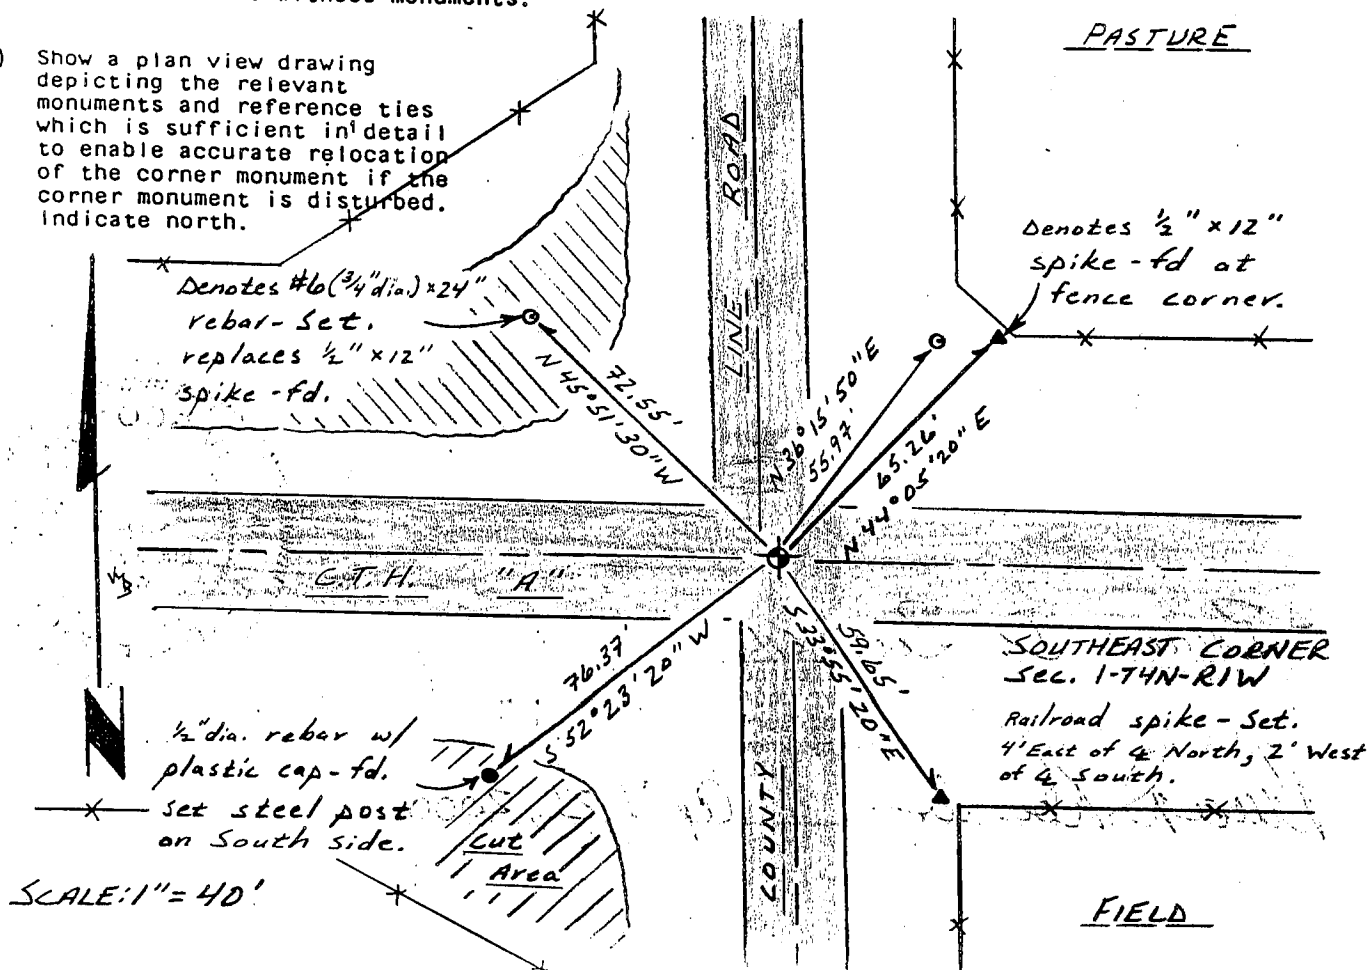 witness monuments.
Show a plan view drawing
depicting the relevant
monuments and reference ties
which is sufficient in detail
to enable accurate relocation
of the corner monument if the
corner monument is disturbed.
Indicate north.
PASTURE
Denotes ½" x 12"
spike - fd at
fence corner.
Denotes #6 (¾" dia.) x 24"
rebar - Set.
replaces ½" x 12"
spike - fd.
LINE ROAD
72.55'
N 45°51'30" W
N 36°15'50" E
55.97'
65.26'
N 44°05'20" E
C.T.H. "A"
76.37'
S 52°23'20" W
59.65'
S 33°55'20" E
SOUTHEAST CORNER
Sec. 1-T4N-R1W
Railroad spike - Set.
4' East of ℄ North, 2' West
of ℄ South.
½" dia. rebar w/
plastic cap - fd.
Set steel post
on South side.
Cut
Area
COUNTY
SCALE: 1" = 40'
FIELD